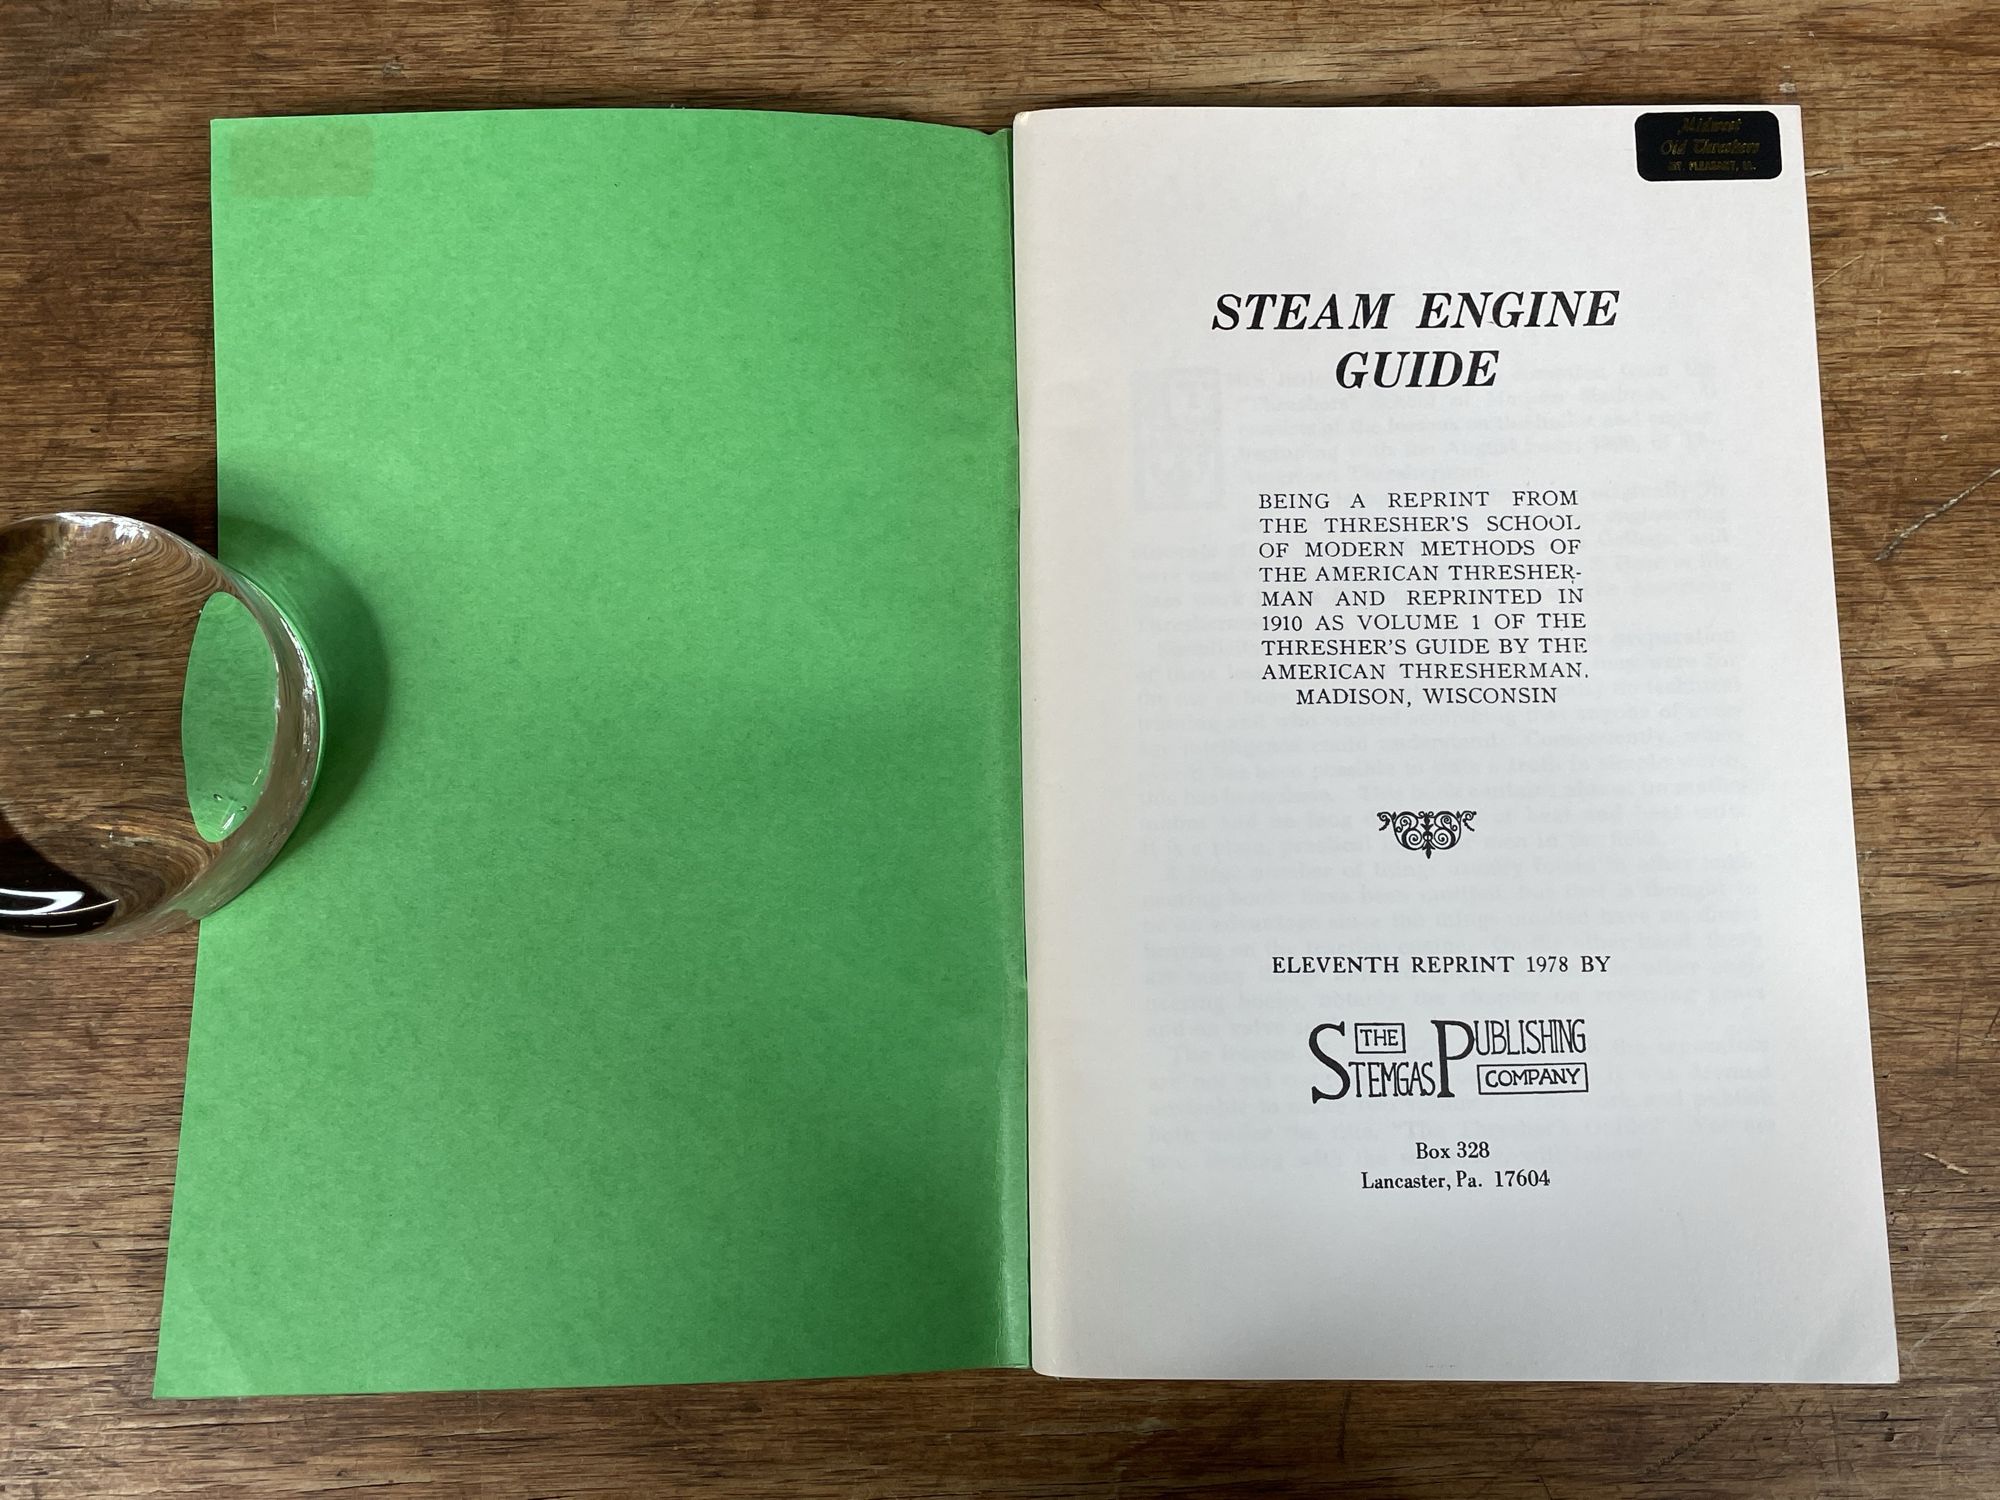 Midwest
Old Threshers
MT. PLEASANT, IA.
STEAM ENGINE
GUIDE
BEING A REPRINT FROM
THE THRESHER'S SCHOOL
OF MODERN METHODS OF
THE AMERICAN THRESHER-
MAN AND REPRINTED IN
1910 AS VOLUME 1 OF THE
THRESHER'S GUIDE BY THE
AMERICAN THRESHERMAN.
MADISON, WISCONSIN
ELEVENTH REPRINT 1978 BY
THE
STEMGAS PUBLISHING
COMPANY
Box 328
Lancaster, Pa. 17604